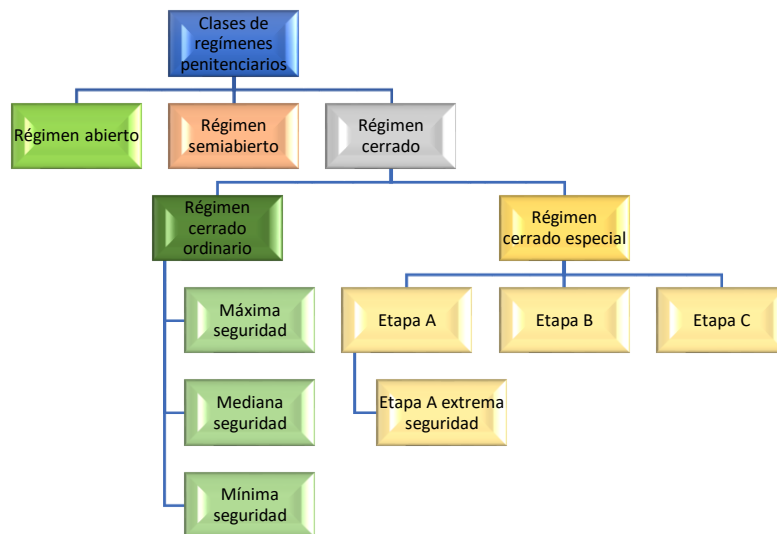 Clases de
regímenes
penitenciarios
Régimen abierto
Régimen
semiabierto
Régimen
cerrado
Régimen
cerrado
ordinario
Régimen
cerrado especial
Máxima
seguridad
Etapa A
Etapa B
Etapa C
Mediana
seguridad
Etapa A extrema
seguridad
Mínima
seguridad